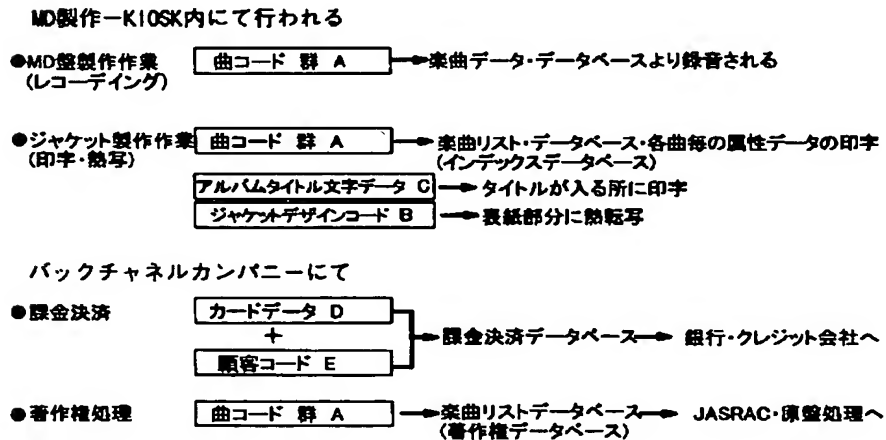 MD製作－KIOSK内にて行われる
●MD盤製作作業 曲コード 群 A 楽曲データ・データベースより録音される
(レコーデイング)
●ジャケット製作作業 曲コード 群 A 楽曲リスト・データベース・各曲毎の属性データの印字
(印字・熱写) (インデックスデータベース)
アルバムタイトル文字データ C タイトルが入る所に印字
ジャケットデザインコード B 表紙部分に熱転写
バックチャネルカンパニーにて
●課金決済 カードデータ D
+ 課金決済データベース 銀行・クレジット会社へ
顧客コード E
●著作権処理 曲コード 群 A 楽曲リストデータベース JASRAC・原盤処理へ
(著作権データベース)